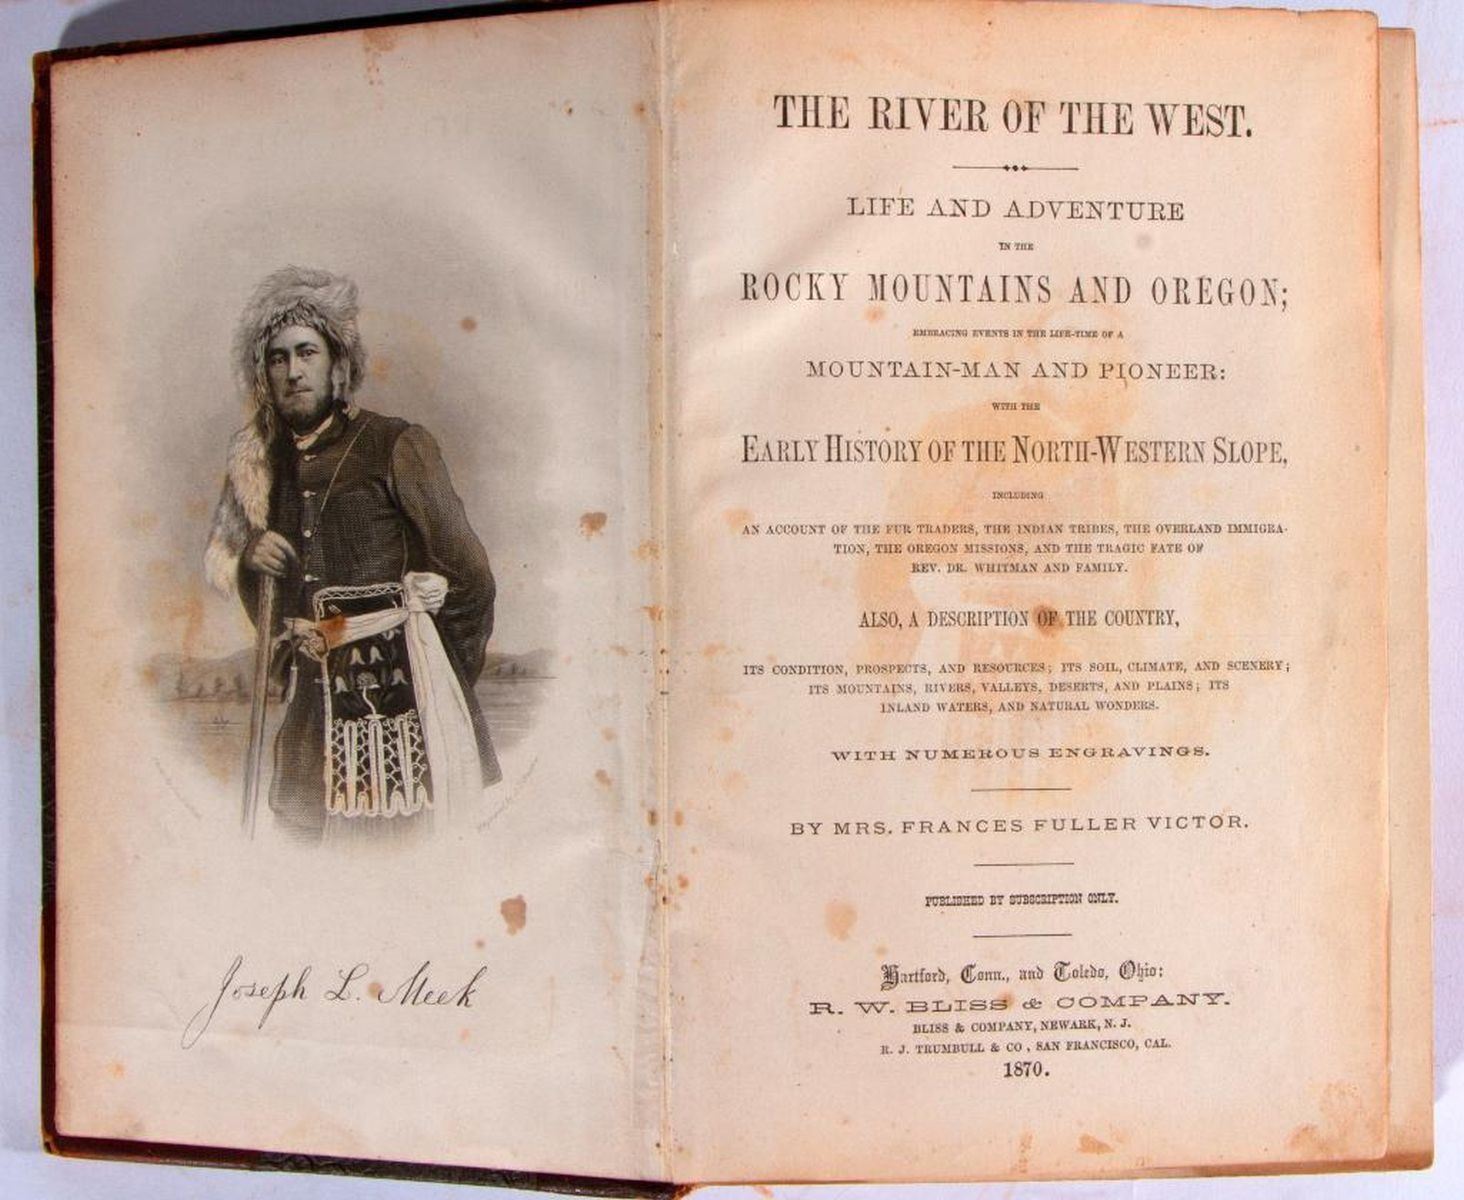 Joseph L. Meek
THE RIVER OF THE WEST.
LIFE AND ADVENTURE
IN THE
ROCKY MOUNTAINS AND OREGON;
EMBRACING EVENTS IN THE LIFE-TIME OF A
MOUNTAIN-MAN AND PIONEER:
WITH THE
EARLY HISTORY OF THE NORTH-WESTERN SLOPE,
INCLUDING
AN ACCOUNT OF THE FUR TRADERS, THE INDIAN TRIBES, THE OVERLAND IMMIGRA-
TION, THE OREGON MISSIONS, AND THE TRAGIC FATE OF
REV. DR. WHITMAN AND FAMILY.
ALSO, A DESCRIPTION OF THE COUNTRY,
ITS CONDITION, PROSPECTS, AND RESOURCES; ITS SOIL, CLIMATE, AND SCENERY;
ITS MOUNTAINS, RIVERS, VALLEYS, DESERTS, AND PLAINS; ITS
INLAND WATERS, AND NATURAL WONDERS.
WITH NUMEROUS ENGRAVINGS.
BY MRS. FRANCES FULLER VICTOR.
PUBLISHED BY SUBSCRIPTION ONLY.
Hartford, Conn., and Toledo, Ohio:
R. W. BLISS & COMPANY.
BLISS & COMPANY, NEWARK, N. J.
R. J. TRUMBULL & CO, SAN FRANCISCO, CAL.
1870.